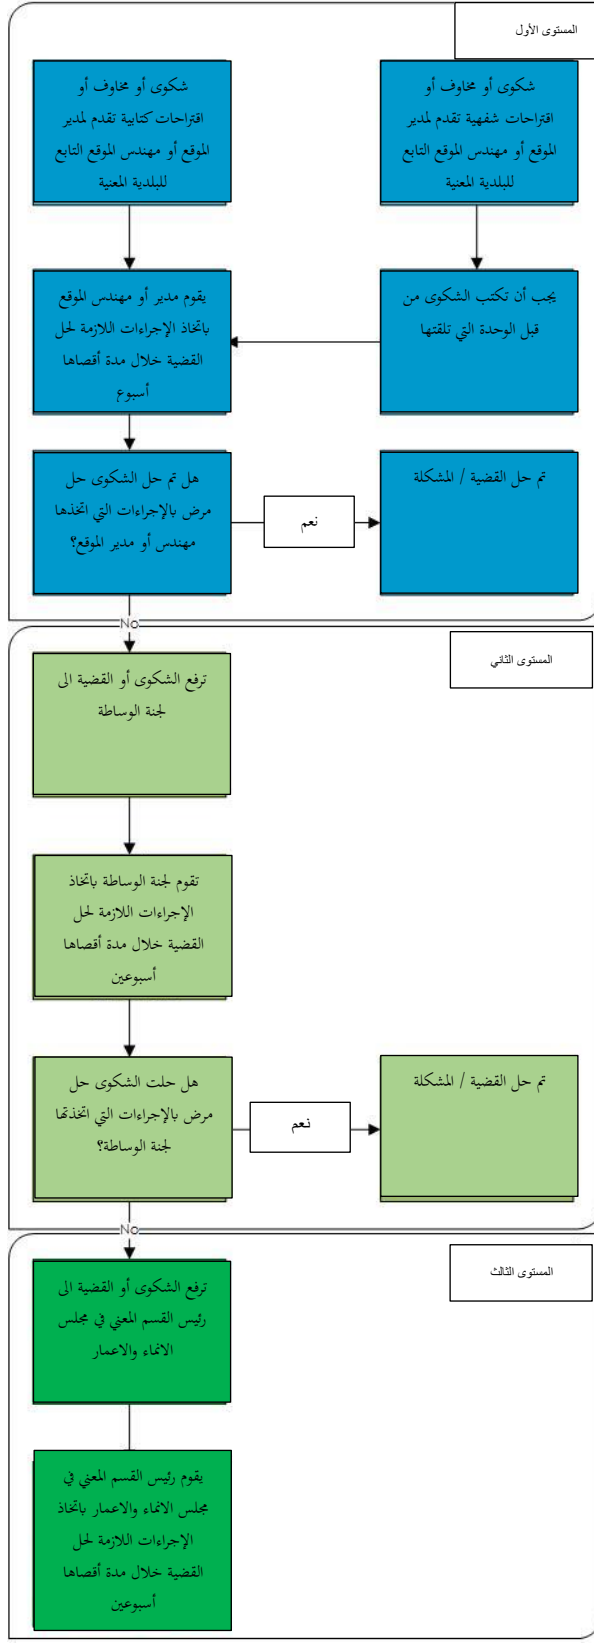 المستوى الأول
شكوى أو مخاوف أو
اقتراحات شفهية تقدم لمدير
الموقع أو مهندس الموقع التابع
للبلدية المعنية
شكوى أو مخاوف أو
اقتراحات كتابية تقدم لمدير
الموقع أو مهندس الموقع التابع
للبلدية المعنية
يجب أن تكتب الشكوى من
قبل الوحدة التي تلقتها
يقوم مدير أو مهندس الموقع
باتخاذ الإجراءات اللازمة لحل
القضية خلال مدة أقصاها
أسبوع
هل تم حل الشكوى حل
مرض بالإجراءات التي اتخذها
مهندس أو مدير الموقع؟
نعم
تم حل القضية / المشكلة
No
المستوى الثاني
ترفع الشكوى أو القضية الى
لجنة الوساطة
تقوم لجنة الوساطة باتخاذ
الإجراءات اللازمة لحل
القضية خلال مدة أقصاها
أسبوعين
هل حلت الشكوى حل
مرض بالإجراءات التي اتخذتها
لجنة الوساطة؟
نعم
تم حل القضية / المشكلة
No
المستوى الثالث
ترفع الشكوى أو القضية الى
رئيس القسم المعني في مجلس
الانماء والاعمار
يقوم رئيس القسم المعني في
مجلس الانماء والاعمار باتخاذ
الإجراءات اللازمة لحل
القضية خلال مدة أقصاها
أسبوعين